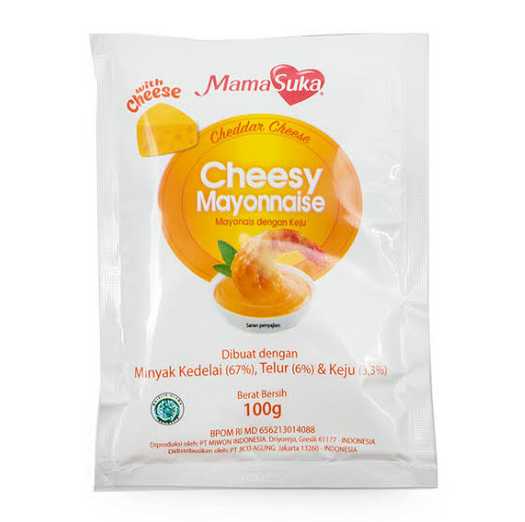 with
Cheese
MamaSuka
Cheddar Cheese
Cheesy
Mayonnaise
Mayonais dengan Keju
Saran penyajian
Dibuat dengan
Minyak Kedelai (67%), Telur (6%) & Keju (3,3%)
Berat Bersih
100g
BPOM RI MD 656213014088
Diproduksi oleh: PT MIWON INDONESIA. Driyorejo, Gresik 61177 - INDONESIA
Didistribusikan oleh: PT JICO AGUNG. Jakarta 13260 - INDONESIA